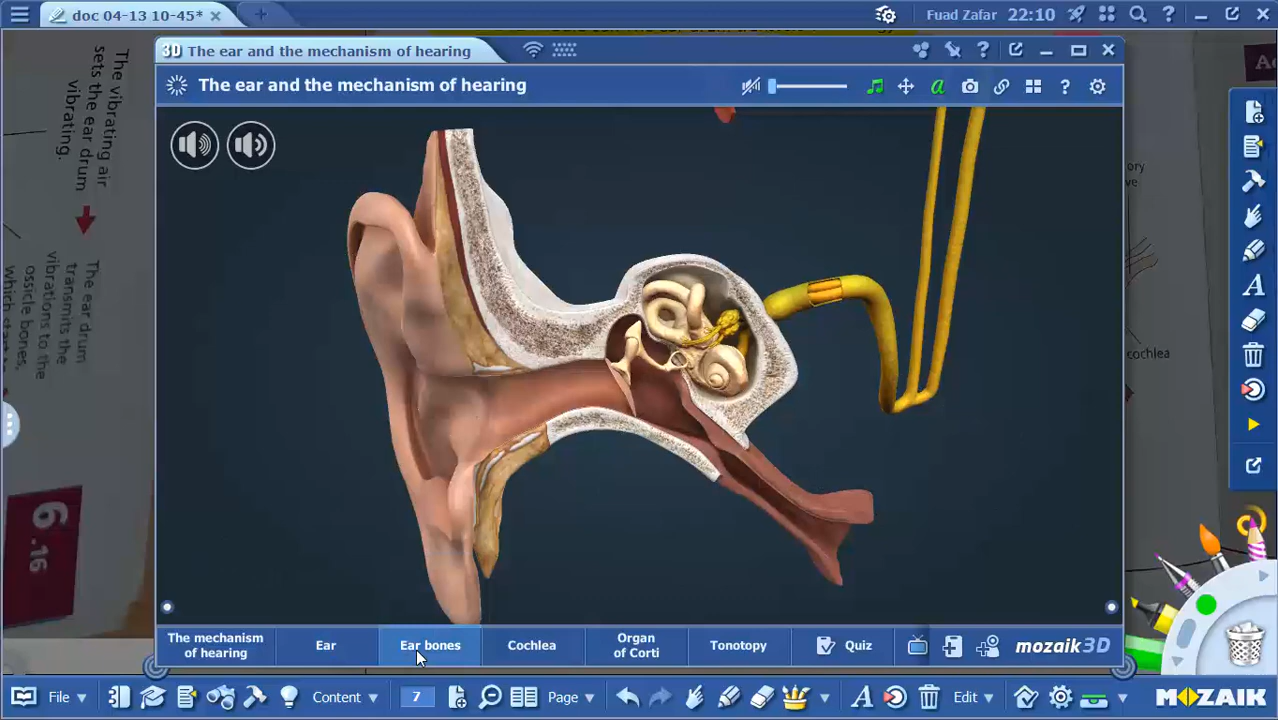 doc 04-13 10-45*
Fuad Zafar 22:10
3D The ear and the mechanism of hearing
The ear and the mechanism of hearing
The vibrating air
sets the ear drum
vibrating.
The ear drum
transmits the
vibrations to the
ossicle bones,
6.16
cochlea
The mechanism
of hearing
Ear
Ear bones
Cochlea
Organ
of Corti
Tonotopy
Quiz
mozaik3D
File
Content
7
Page
Edit
MOZAIK